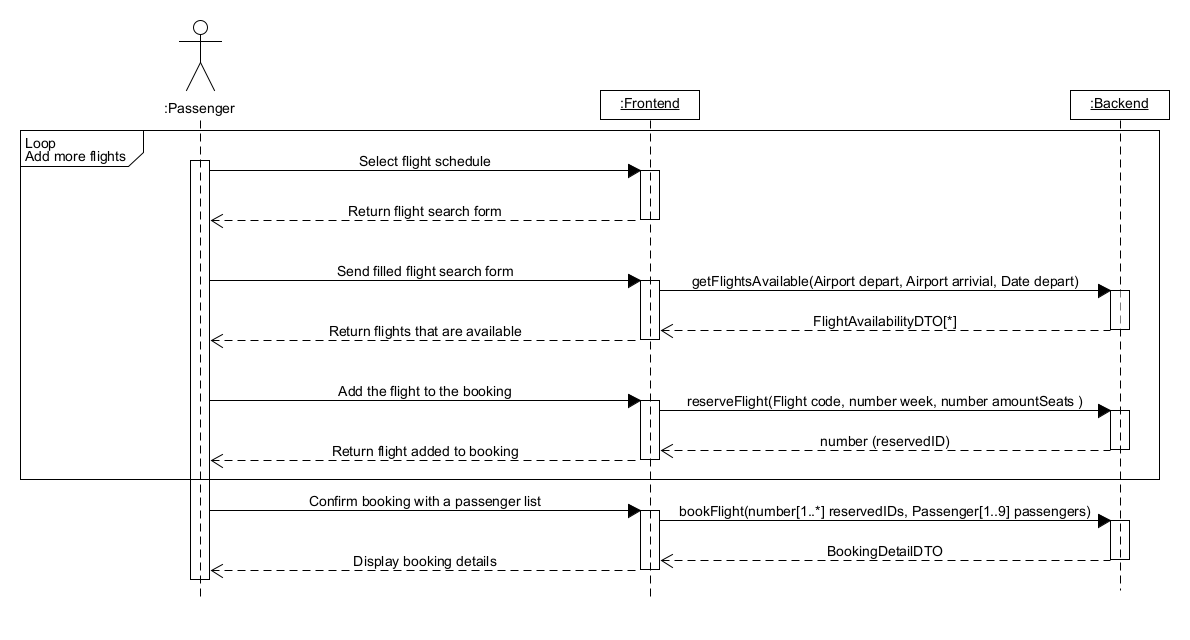 :Passenger
:Frontend
:Backend
Loop
Add more flights
Select flight schedule
Return flight search form
Send filled flight search form
getFlightsAvailable(Airport depart, Airport arrivial, Date depart)
FlightAvailabilityDTO[*]
Return flights that are available
Add the flight to the booking
reserveFlight(Flight code, number week, number amountSeats )
number (reservedID)
Return flight added to booking
Confirm booking with a passenger list
bookFlight(number[1..*] reservedIDs, Passenger[1..9] passengers)
BookingDetailDTO
Display booking details